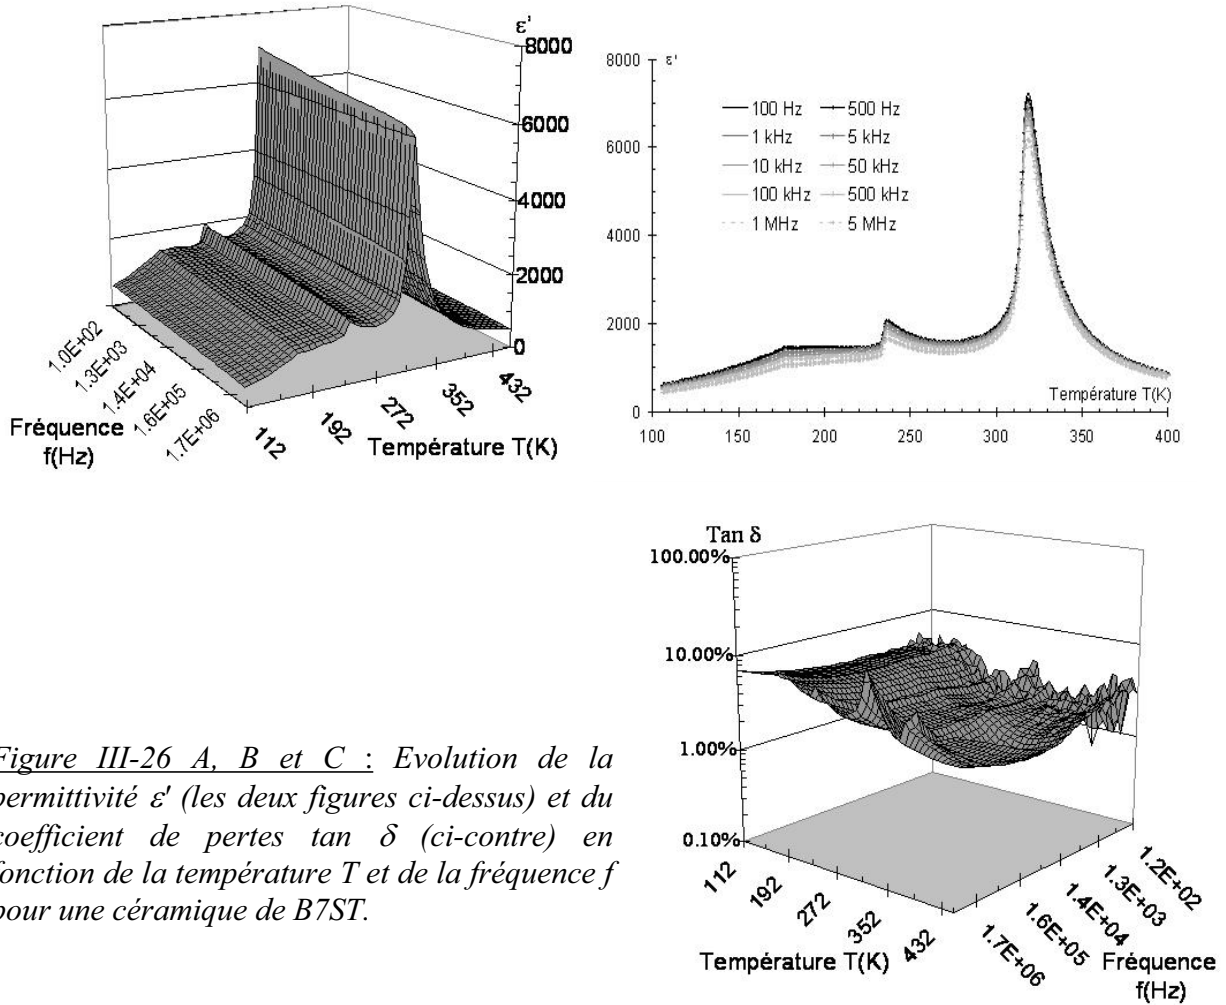 ε'
8000
6000
4000
2000
0
1.0E+02
1.3E+03
1.4E+04
1.6E+05
1.7E+06
Fréquence
f(Hz)
112
192
272
352
432
Température T(K)
8000
ε'
6000
4000
2000
0
100 Hz
500 Hz
1 kHz
5 kHz
10 kHz
50 kHz
100 kHz
500 kHz
1 MHz
5 MHz
Température T(K)
100
150
200
250
300
350
400
Tan δ
100.00%
10.00%
1.00%
0.10%
112
192
272
352
432
Température T(K)
1.2E+02
1.3E+03
1.4E+04
1.6E+05
1.7E+06
Fréquence
f(Hz)
Figure III-26 A, B et C : Evolution de la
permittivité ε' (les deux figures ci-dessus) et du
coefficient de pertes tan δ (ci-contre) en
fonction de la température T et de la fréquence f
pour une céramique de B7ST.